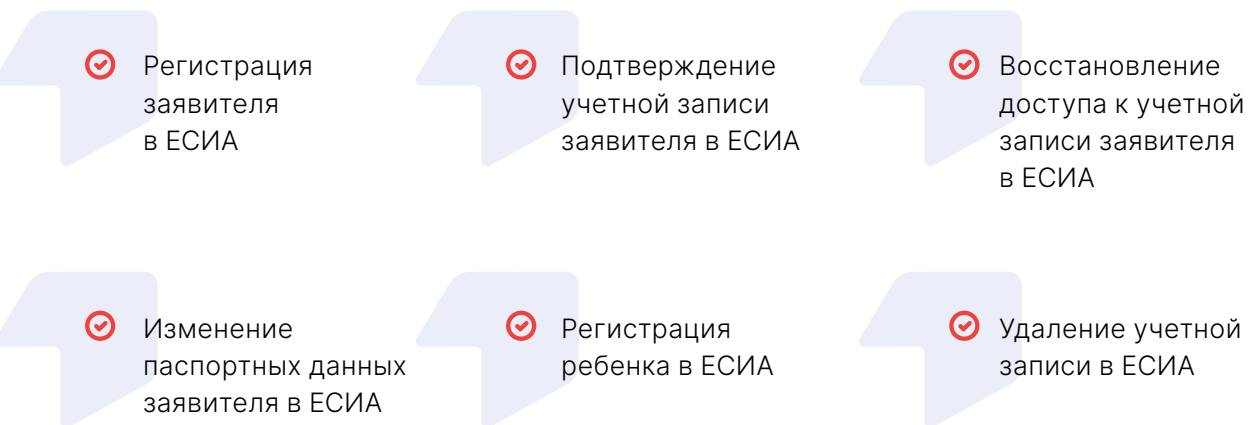 Регистрация
заявителя
в ЕСИА
Подтверждение
учетной записи
заявителя в ЕСИА
Восстановление
доступа к учетной
записи заявителя
в ЕСИА
Изменение
паспортных данных
заявителя в ЕСИА
Регистрация
ребенка в ЕСИА
Удаление учетной
записи в ЕСИА